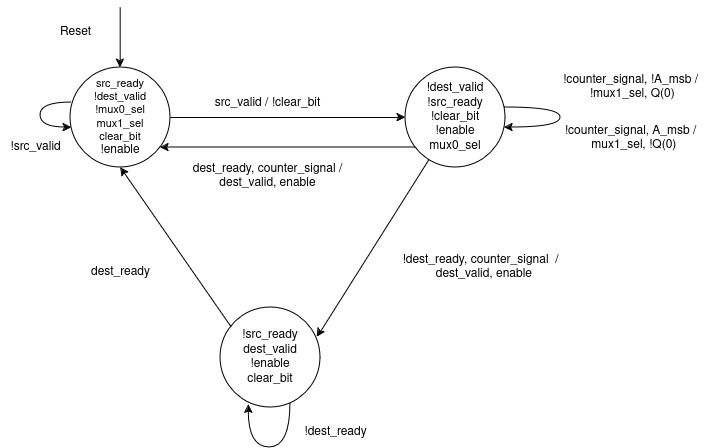 Reset
src_ready
!dest_valid
!mux0_sel
mux1_sel
clear_bit
!enable
!src_valid
src_valid / !clear_bit
!dest_valid
!src_ready
!clear_bit
!enable
mux0_sel
!counter_signal, !A_msb /
!mux1_sel, Q(0)
!counter_signal, A_msb /
mux1_sel, !Q(0)
dest_ready, counter_signal /
dest_valid, enable
!dest_ready, counter_signal /
dest_valid, enable
dest_ready
!src_ready
dest_valid
!enable
clear_bit
!dest_ready